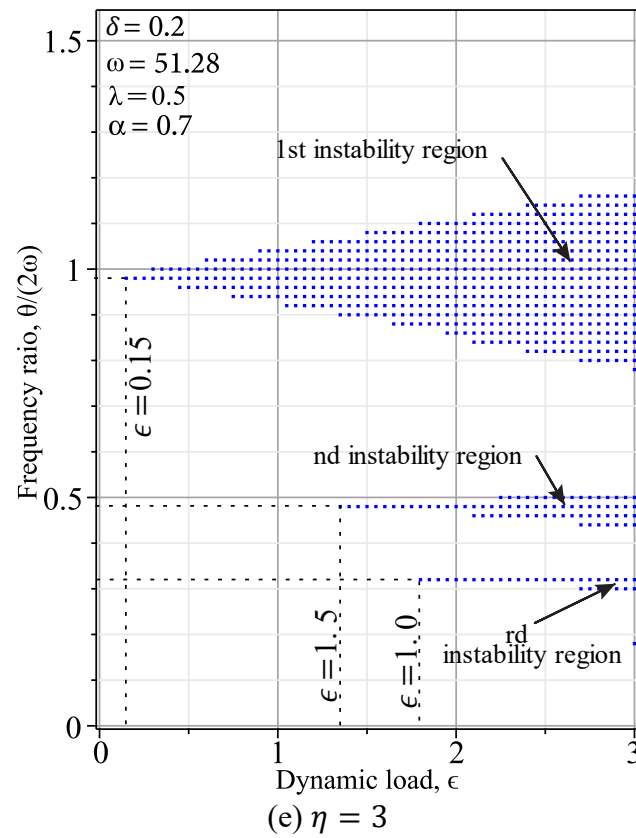 1.5
δ = 0.2
ω = 51.28
λ = 0.5
α = 0.7
1st instability region
1
Frequency raio, θ/(2ω)
ϵ = 0.15
nd instability region
0.5
ϵ = 1. 5
ϵ = 1. 0
rd
instability region
0
0
1
2
3
Dynamic load, ϵ
(e) η = 3